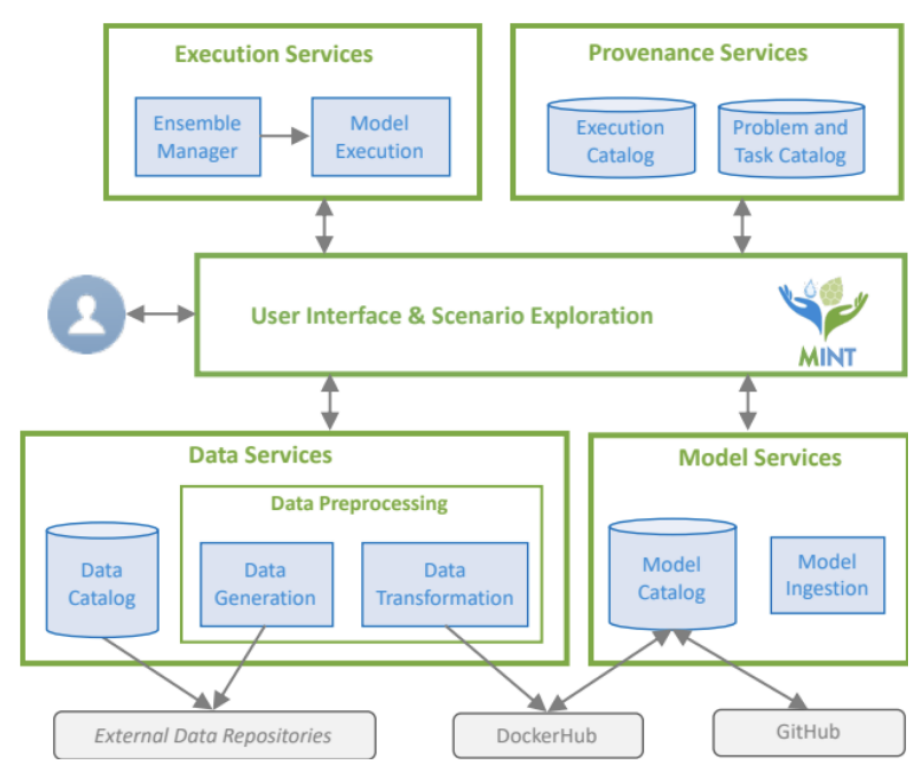 Execution Services
Ensemble
Manager
Model
Execution
Provenance Services
Execution
Catalog
Problem and
Task Catalog
User Interface & Scenario Exploration
MINT
Data Services
Data Preprocessing
Data
Catalog
Data
Generation
Data
Transformation
Model Services
Model
Catalog
Model
Ingestion
External Data Repositories
DockerHub
GitHub